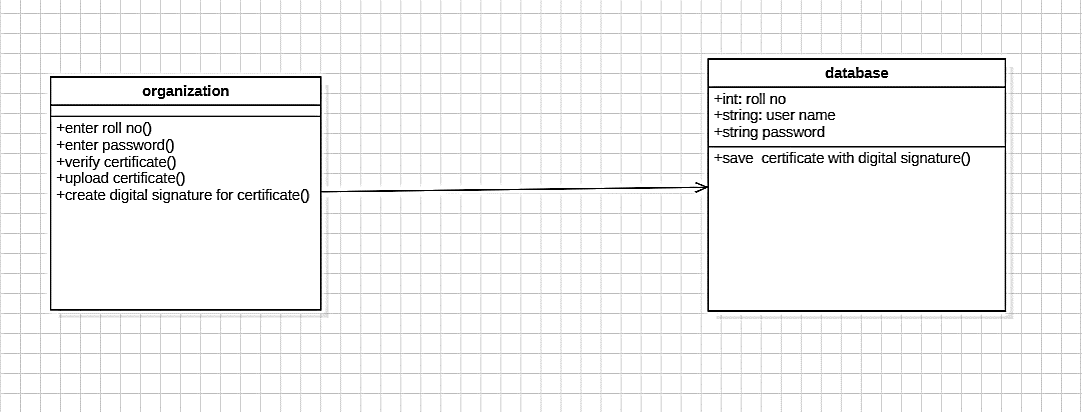 organization
+enter roll no()
+enter password()
+verify certificate()
+upload certificate()
+create digital signature for certificate()
database
+int: roll no
+string: user name
+string password
+save  certificate with digital signature()